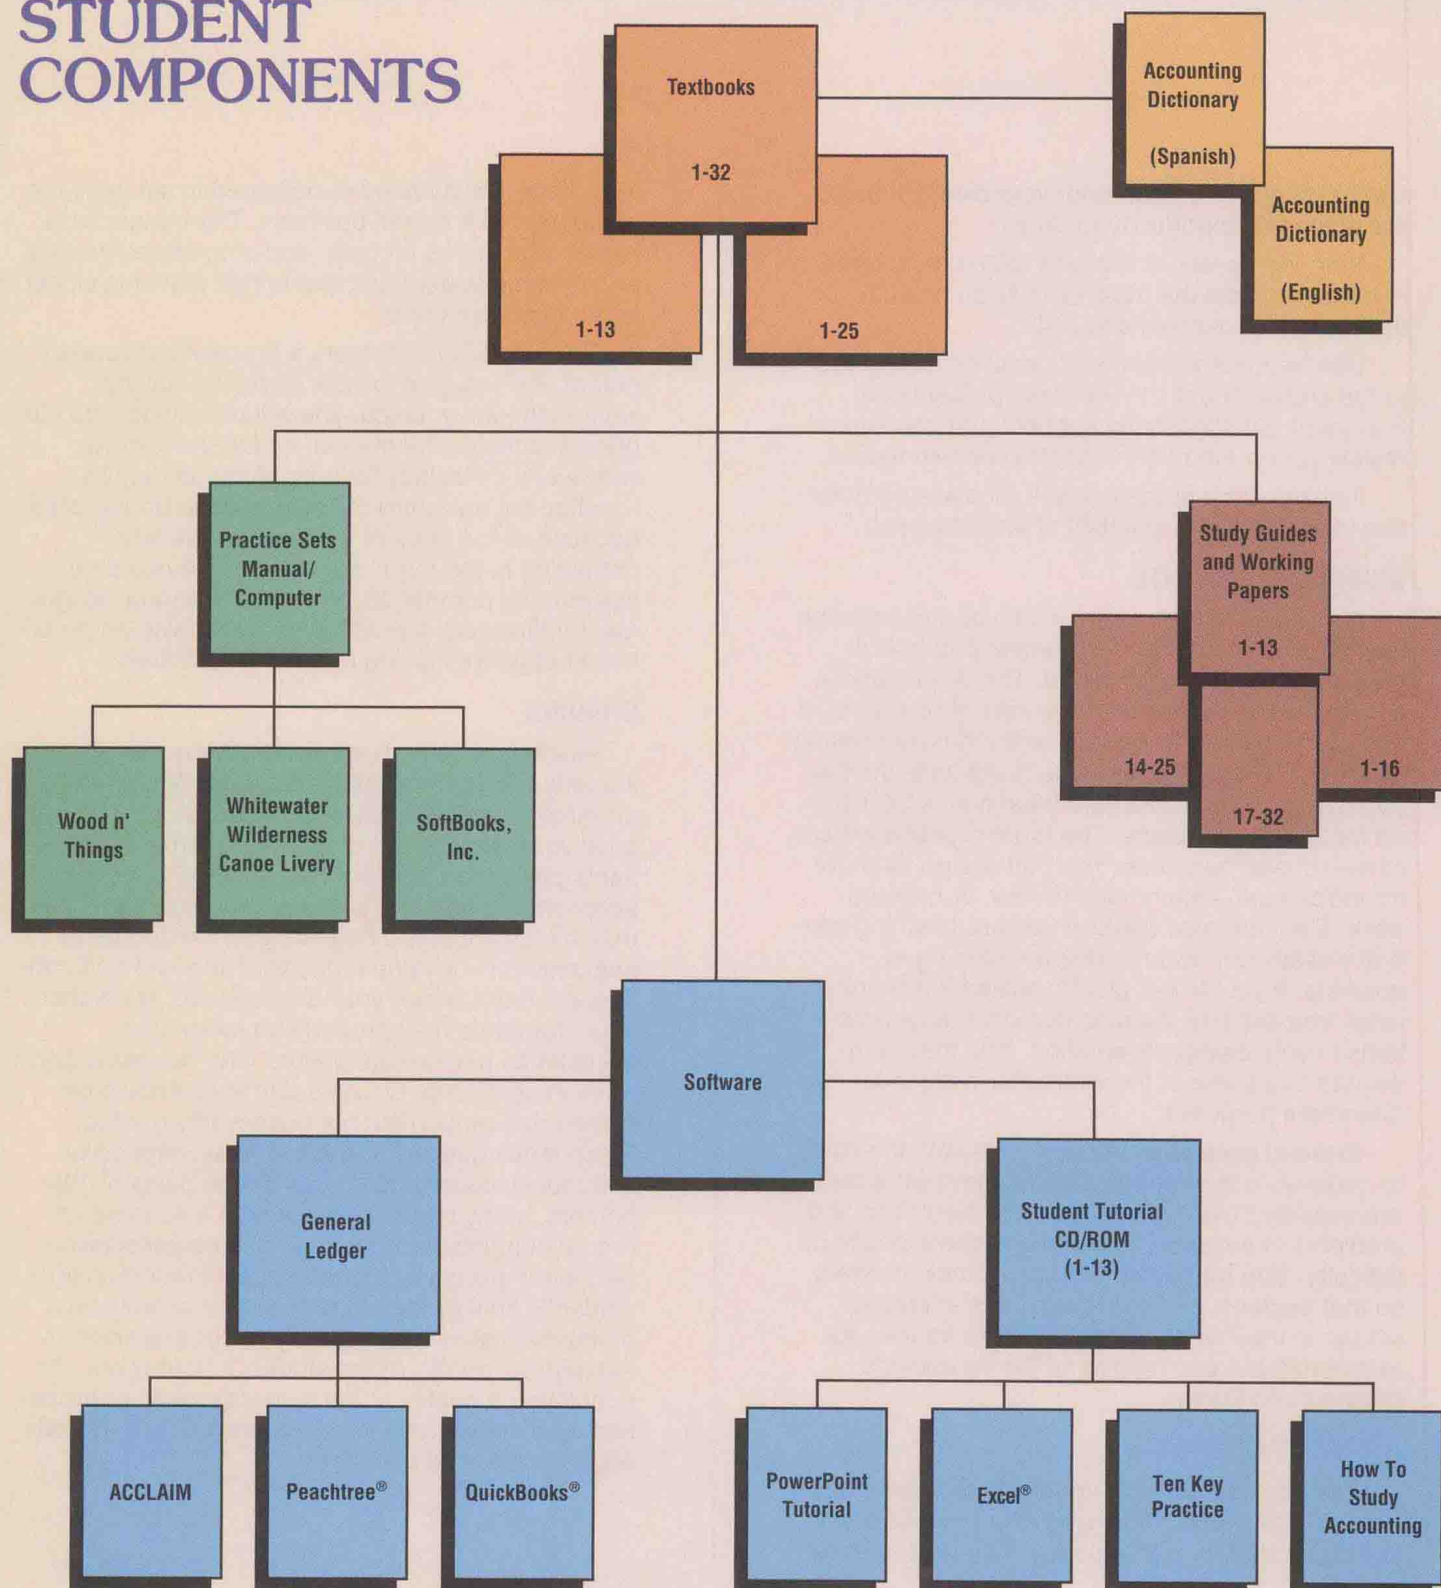 STUDENT
COMPONENTS
Textbooks
1-32
1-13
1-25
Accounting
Dictionary
(Spanish)
Accounting
Dictionary
(English)
Practice Sets
Manual/
Computer
Wood n'
Things
Whitewater
Wilderness
Canoe Livery
SoftBooks,
Inc.
Study Guides
and Working
Papers
1-13
14-25
17-32
1-16
Software
General
Ledger
ACCLAIM
Peachtree®
QuickBooks®
Student Tutorial
CD/ROM
(1-13)
PowerPoint
Tutorial
Excel®
Ten Key
Practice
How To
Study
Accounting